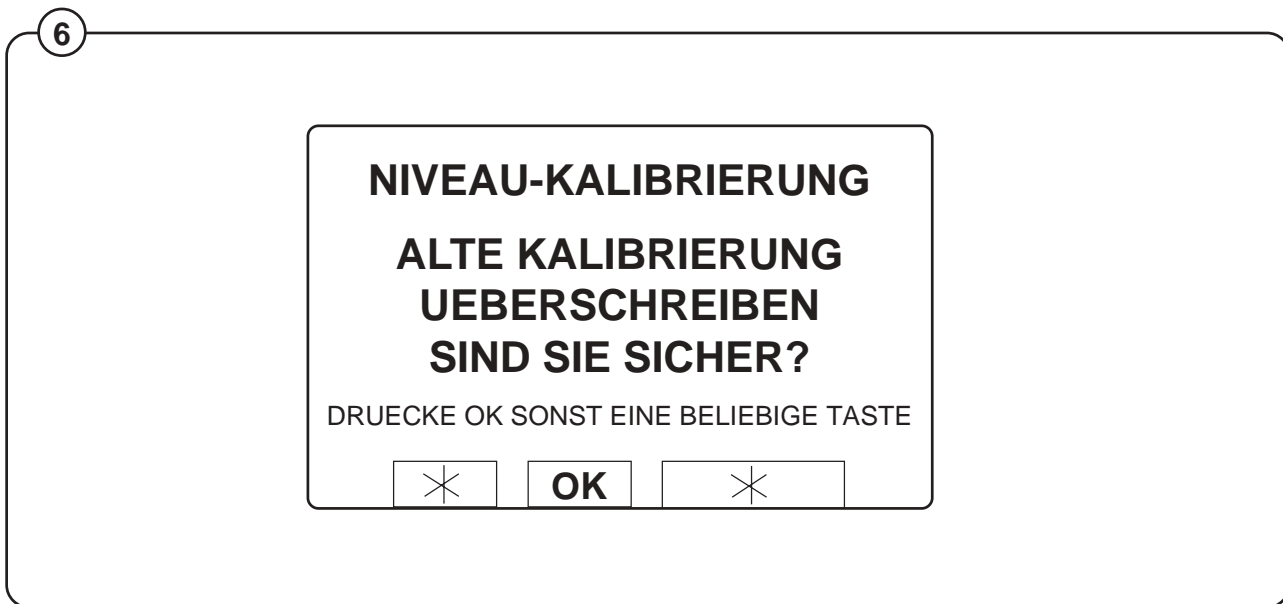 6
NIVEAU-KALIBRIERUNG
ALTE KALIBRIERUNG
UEBERSCHREIBEN
SIND SIE SICHER?
DRUECKE OK SONST EINE BELIEBIGE TASTE
* OK *